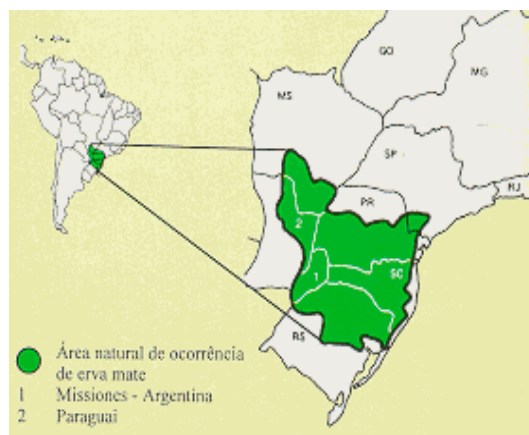 GO
MG
MS
SP
RJ
PR
2
1
SC
RS
Área natural de ocorrência
de erva mate
1 Missiones - Argentina
2 Paraguai